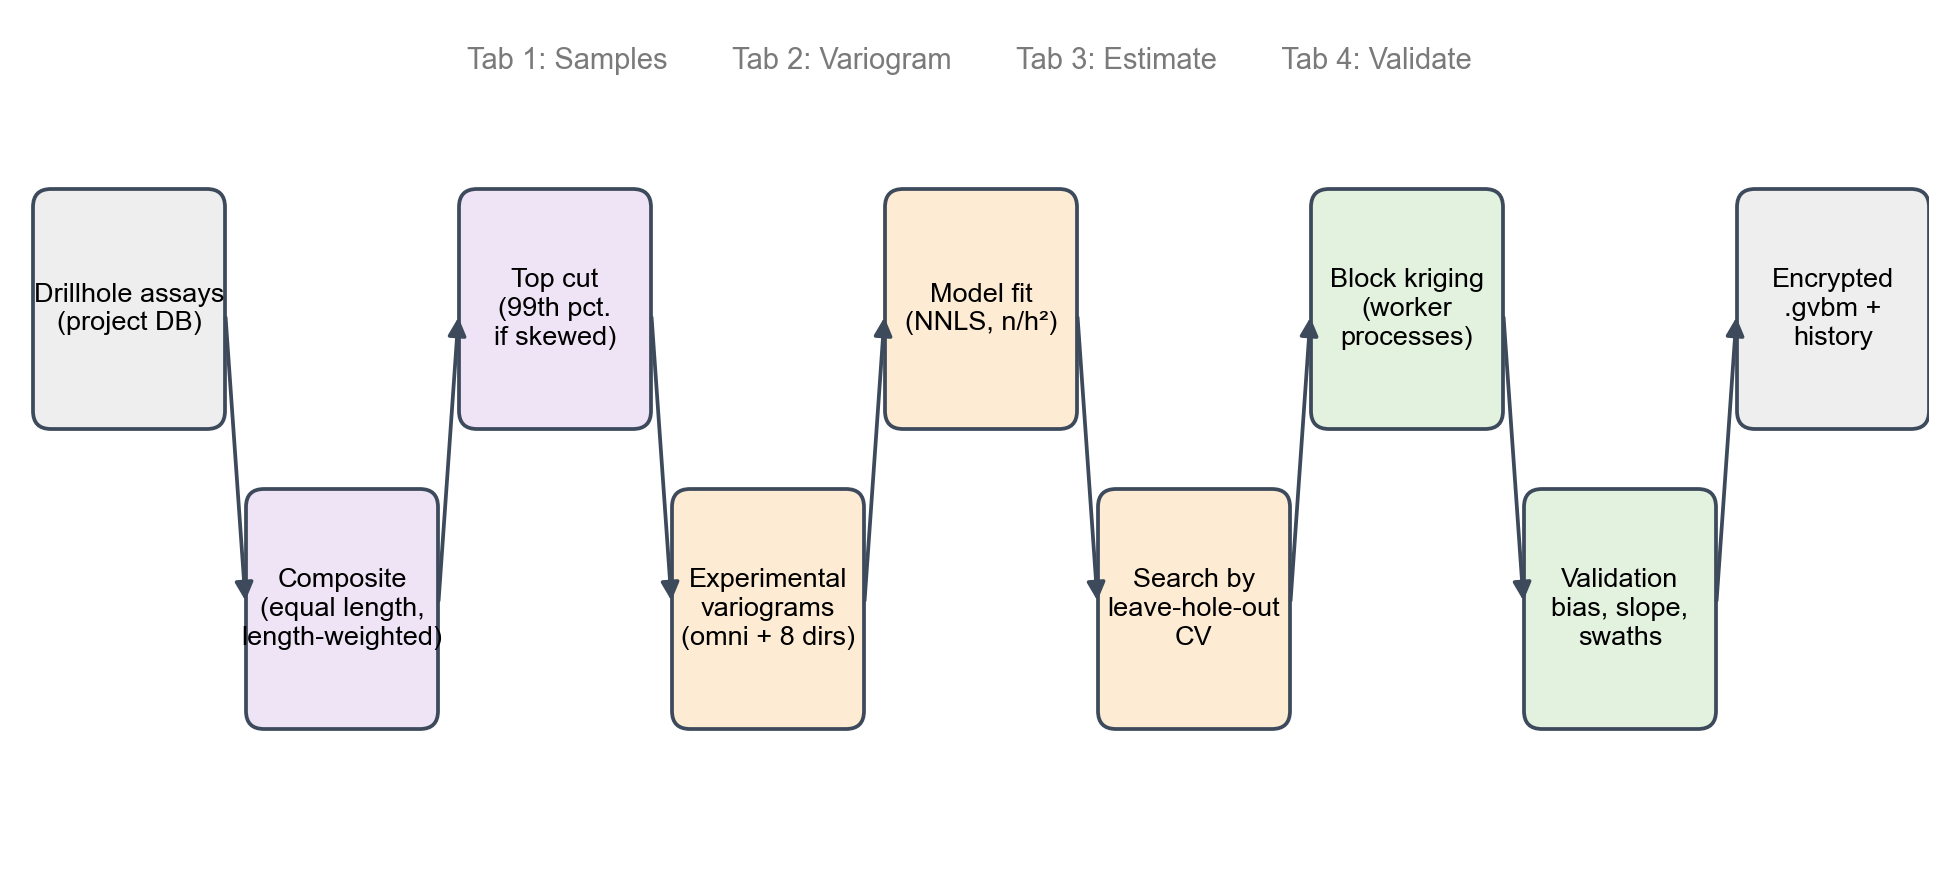 Tab 1: Samples
Tab 2: Variogram
Tab 3: Estimate
Tab 4: Validate
Drillhole assays
(project DB)
Composite
(equal length,
length-weighted)
Top cut
(99th pct.
if skewed)
Experimental
variograms
(omni + 8 dirs)
Model fit
(NNLS, n/h²)
Search by
leave-hole-out
CV
Block kriging
(worker
processes)
Validation
bias, slope,
swaths
Encrypted
.gvbm +
history